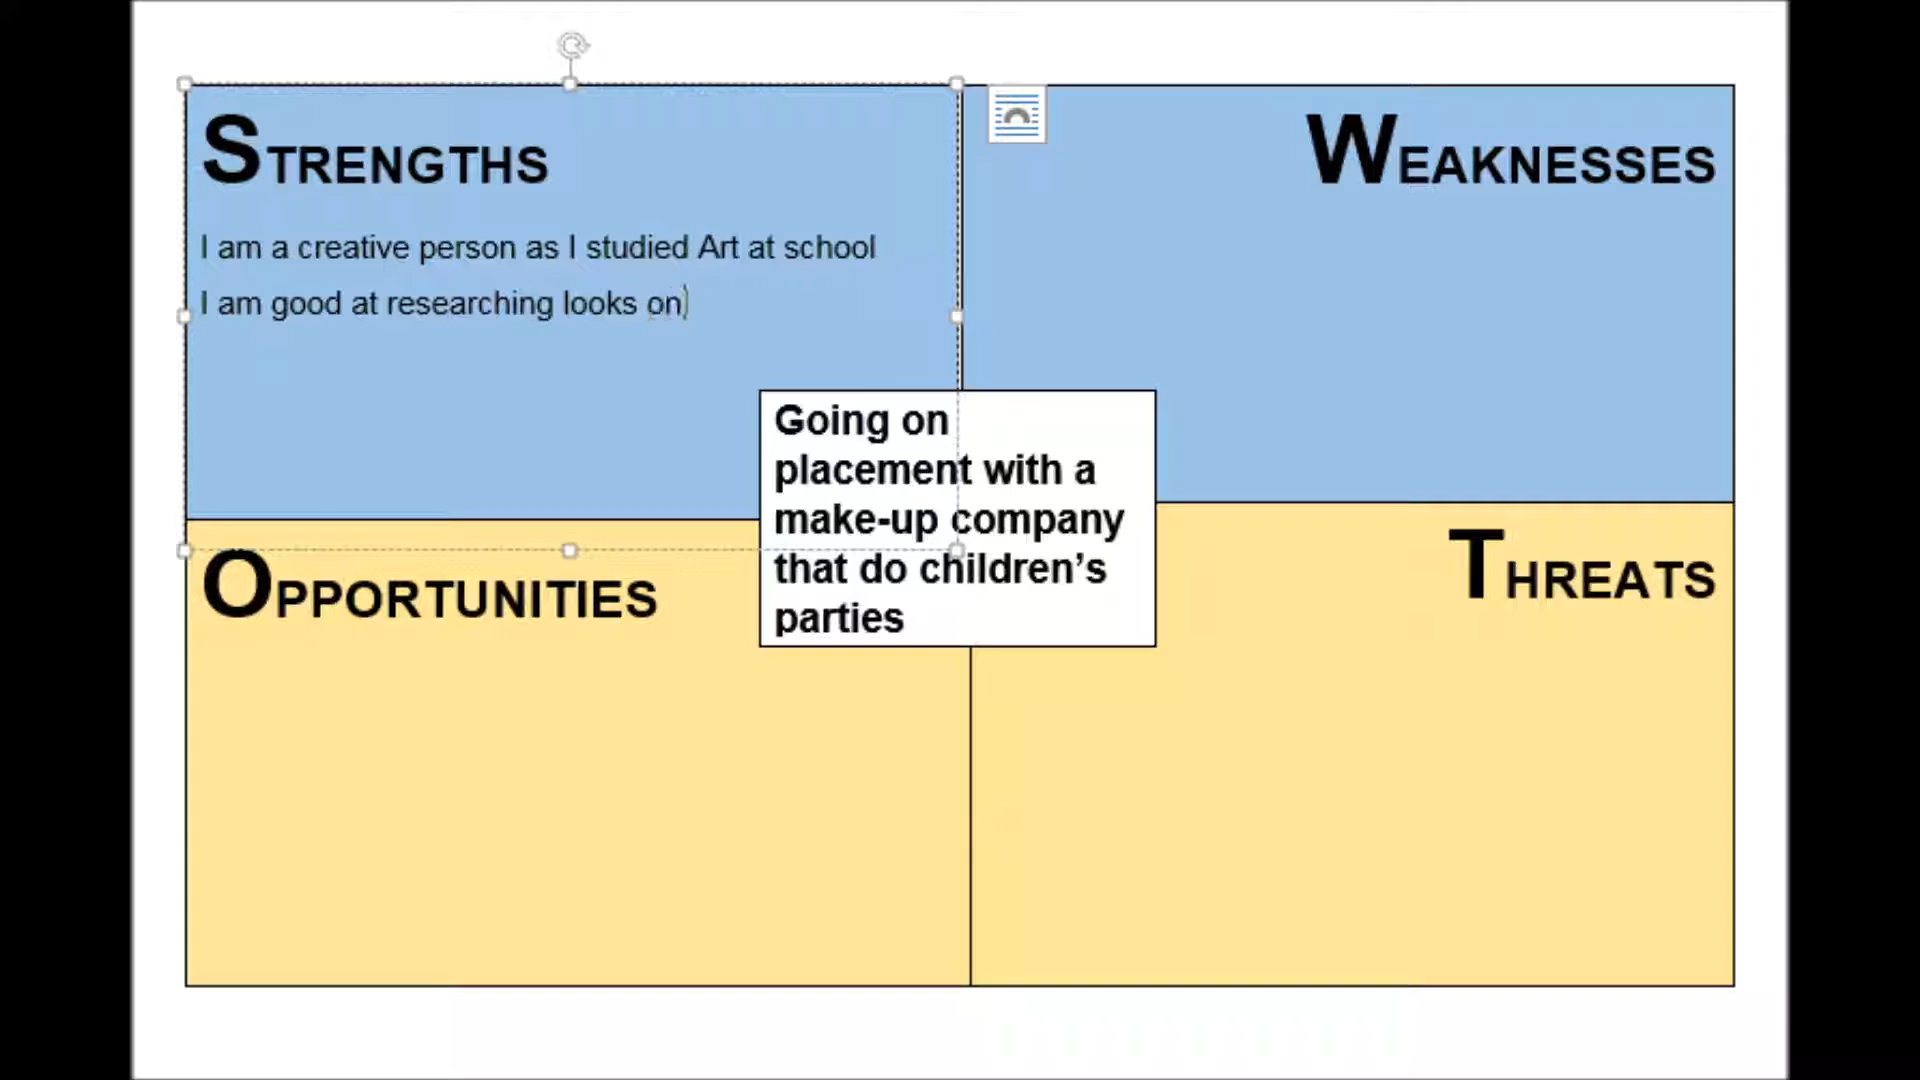 STRENGTHS
I am a creative person as I studied Art at school
I am good at researching looks on
WEAKNESSES
Going on
placement with a
make-up company
that do children’s
parties
OPPORTUNITIES
THREATS